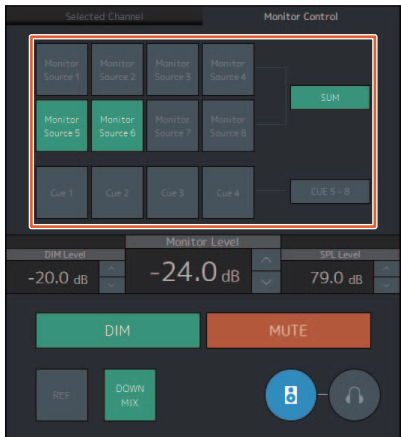 Selected Channel
Monitor Control
Monitor Source 1
Monitor Source 2
Monitor Source 3
Monitor Source 4
SUM
Monitor Source 5
Monitor Source 6
Monitor Source 7
Monitor Source 8
Cue 1
Cue 2
Cue 3
Cue 4
CUE 5 - 8
Monitor Level
DIM Level
SPL Level
-20.0 dB
-24.0 dB
79.0 dB
DIM
MUTE
REF
DOWN MIX